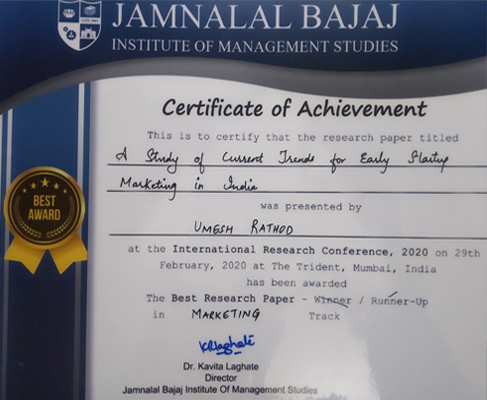 JAMNALAL BAJAJ
INSTITUTE OF MANAGEMENT STUDIES
Certificate of Achievement
This is to certify that the research paper titled
A Study of Current Trends for Early Startup
Marketing in India
was presented by
UMESH RATHOD
BEST
AWARD
at the International Research Conference, 2020 on 29th
February, 2020 at The Trident, Mumbai, India
has been awarded
The Best Research Paper - Winner / Runner-Up
in MARKETING Track
KRLaghate
Dr. Kavita Laghate
Director
Jamnalal Bajaj Institute Of Management Studies